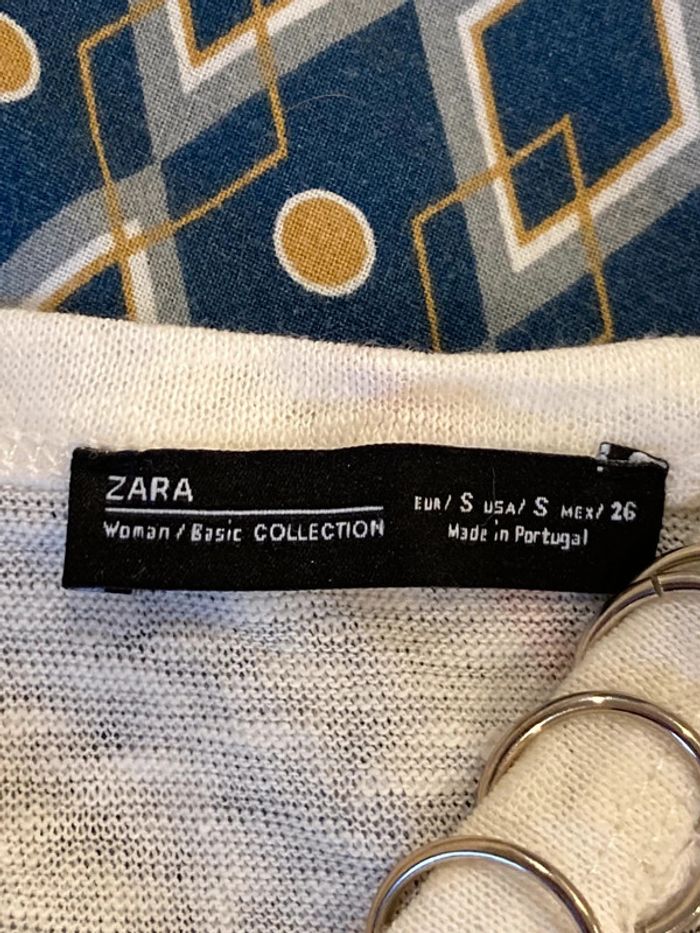 ZARA
Woman / Basic COLLECTION
EUR/ S USA/ S MEX/ 26
Made in Portugal